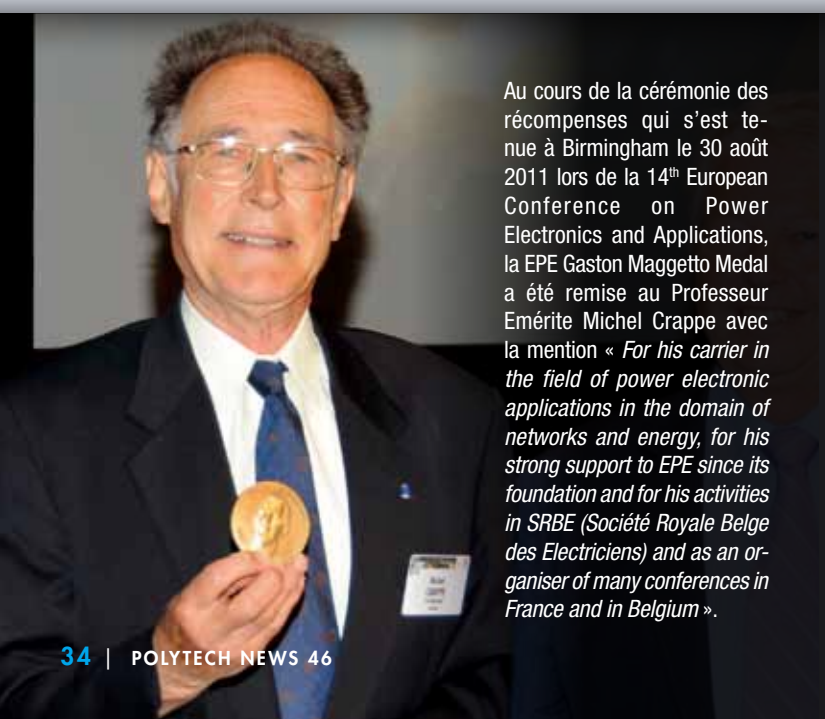 Au cours de la cérémonie des
récompenses qui s'est te-
nue à Birmingham le 30 août
2011 lors de la 14th European
Conference on Power
Electronics and Applications,
la EPE Gaston Maggetto Medal
a été remise au Professeur
Emérite Michel Crappe avec
la mention « For his carrier in
the field of power electronic
applications in the domain of
networks and energy, for his
strong support to EPE since its
foundation and for his activities
in SRBE (Société Royale Belge
des Electriciens) and as an or-
ganiser of many conferences in
France and in Belgium ».
34 | POLYTECH NEWS 46